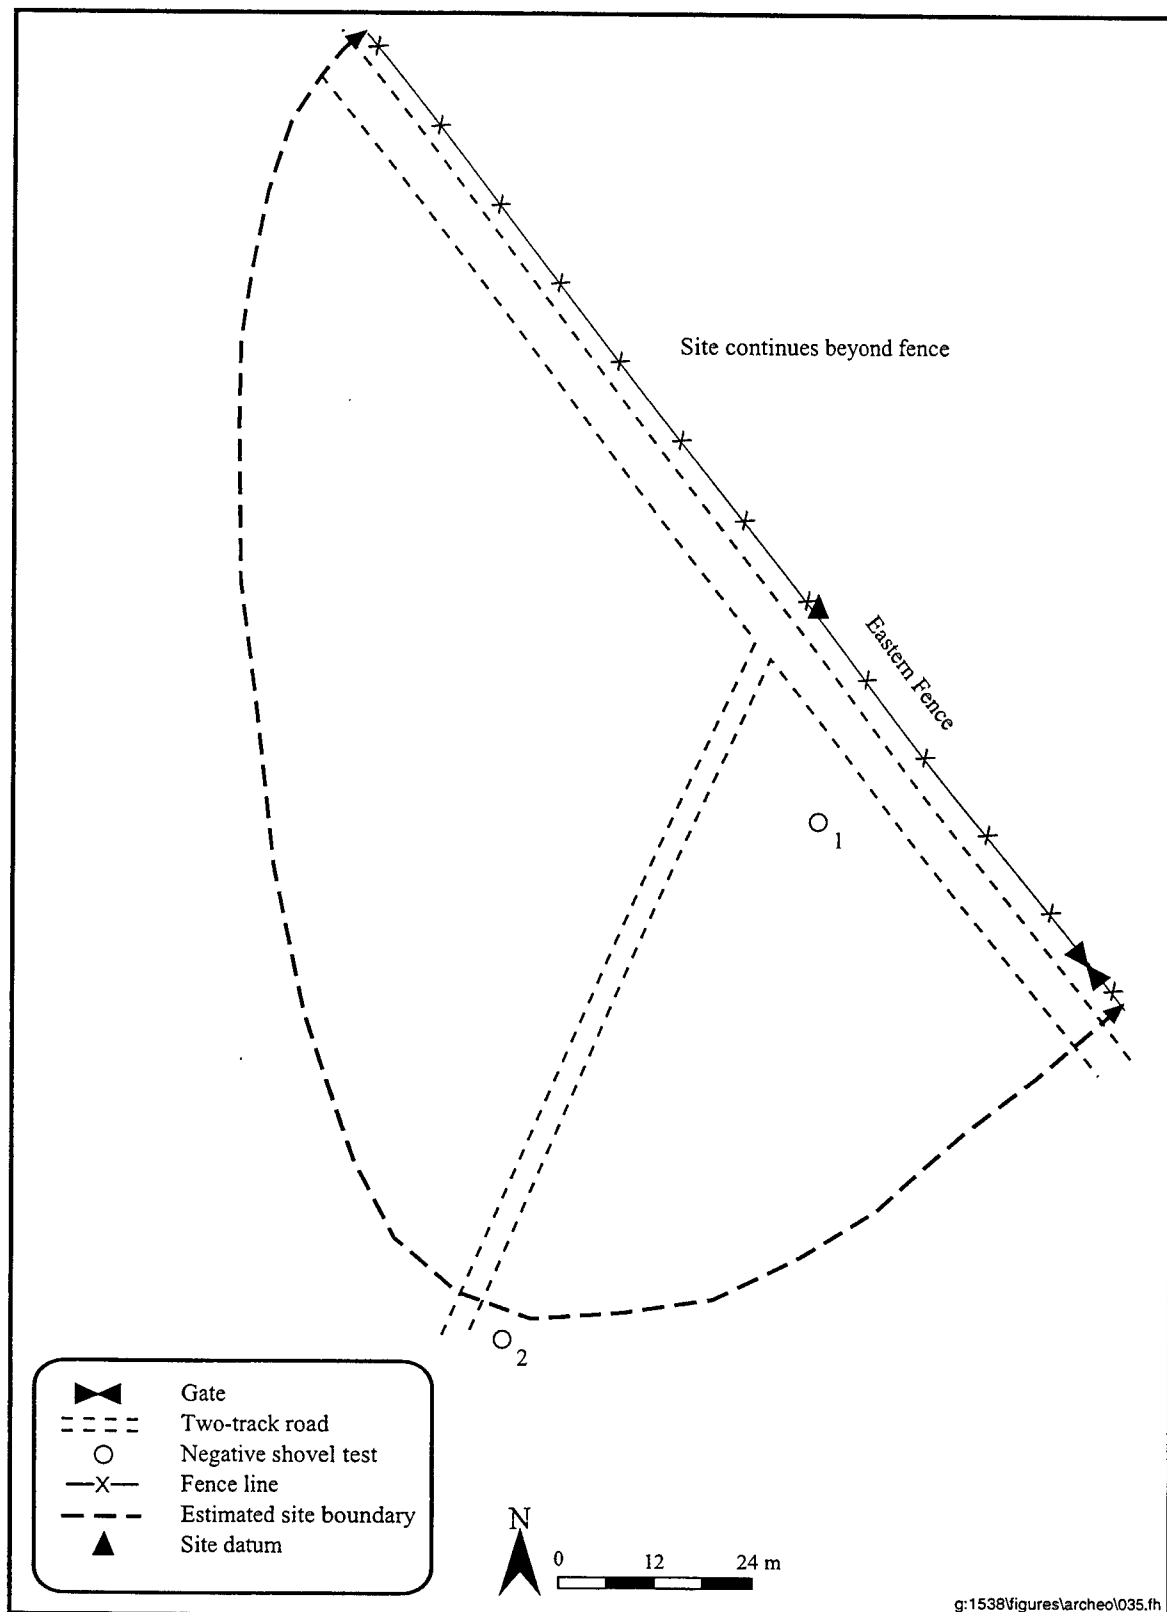 Site continues beyond fence
Eastern Fence
1
2
Gate
Two-track road
Negative shovel test
Fence line
Estimated site boundary
Site datum
N
0 12 24 m
g:1538\figures\archeo\035.fh